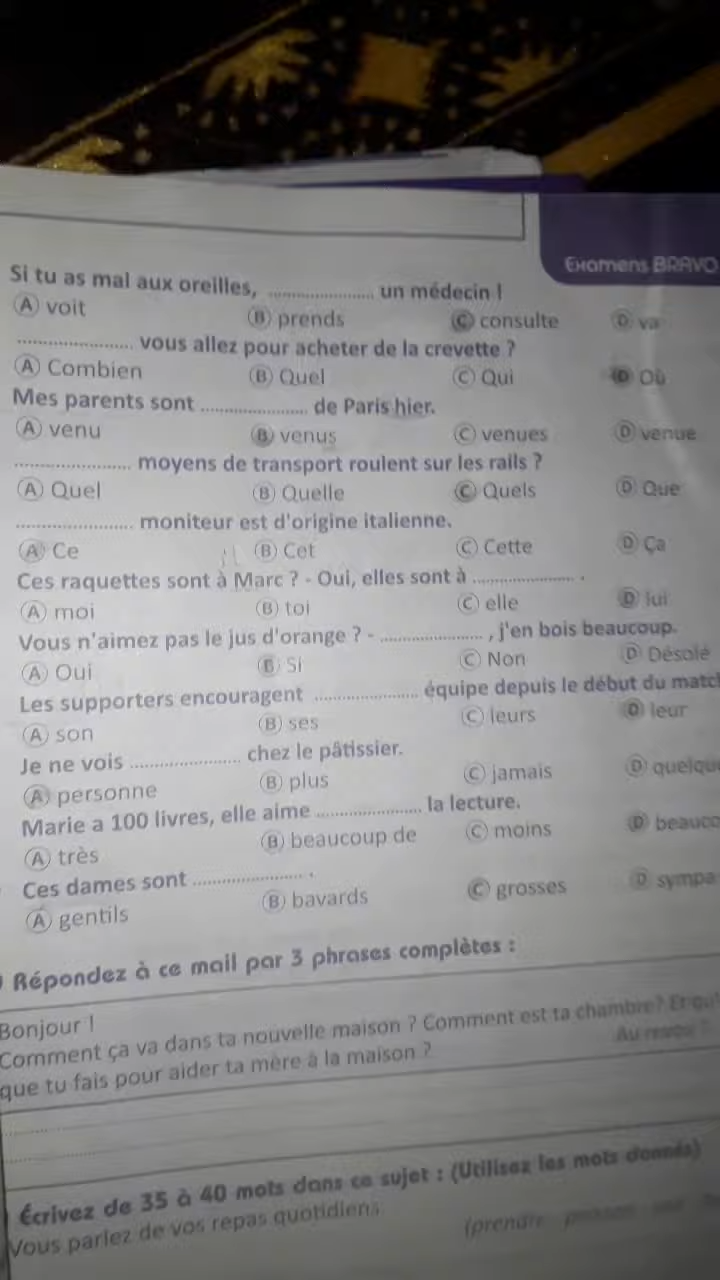 Examens BRAVO
Si tu as mal aux oreilles, ........................ un médecin !
A voit B prends C consulte D va
........................ vous allez pour acheter de la crevette ?
A Combien B Quel C Qui D Où
Mes parents sont ........................ de Paris hier.
A venu B venus C venues D venue
........................ moyens de transport roulent sur les rails ?
A Quel B Quelle C Quels D Que
........................ moniteur est d'origine italienne.
A Ce B Cet C Cette D Ça
Ces raquettes sont à Marc ? - Oui, elles sont à ........................ .
A moi B toi C elle D lui
Vous n'aimez pas le jus d'orange ? - ........................ , j'en bois beaucoup.
A Oui B Si C Non D Désolé
Les supporters encouragent ........................ équipe depuis le début du match
A son B ses C leurs D leur
Je ne vois ........................ chez le pâtissier.
A personne B plus C jamais D quelqu
Marie a 100 livres, elle aime ........................ la lecture.
A très B beaucoup de C moins D beauco
Ces dames sont ........................ .
A gentils B bavards C grosses D sympa
Répondez à ce mail par 3 phrases complètes :
Bonjour !
Comment ça va dans ta nouvelle maison ? Comment est ta chambre? Et
que tu fais pour aider ta mère à la maison ? Au revoir
Écrivez de 35 à 40 mots dans ce sujet : (Utilisez les mots donnés)
Vous parlez de vos repas quotidiens (prendre